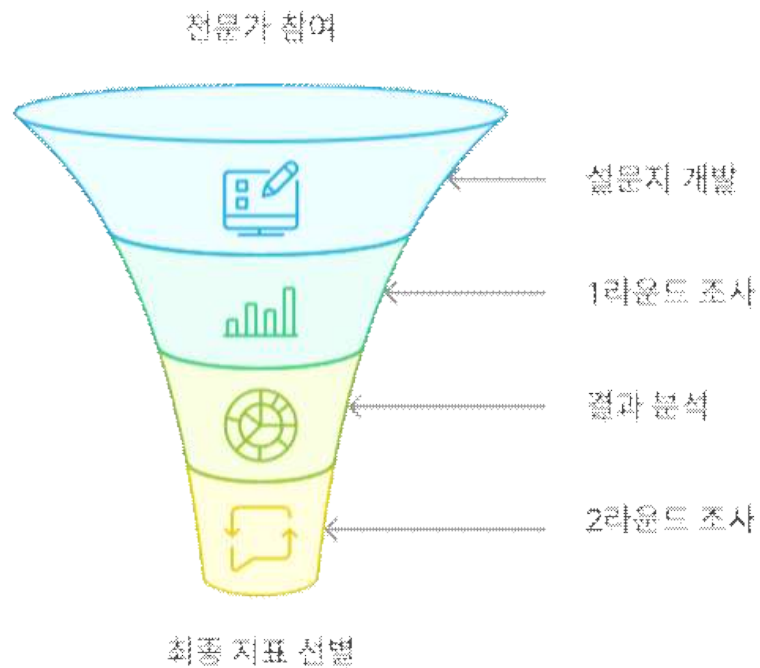 전문가 참여
설문지 개발
1라운드 조사
결과 분석
2라운드 조사
최종 지표 선별